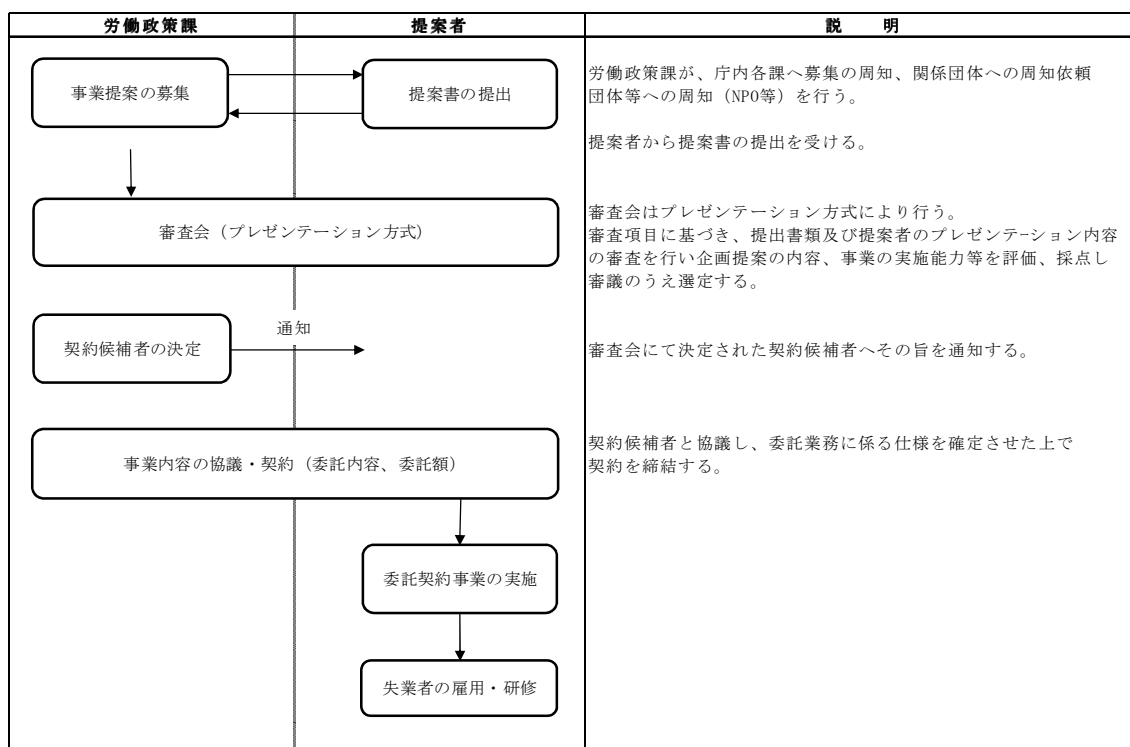 労働政策課
提案者
説 明
事業提案の募集
提案書の提出
労働政策課が、庁内各課へ募集の周知、関係団体への周知依頼
団体等への周知（NPO等）を行う。
提案者から提案書の提出を受ける。
審査会（プレゼンテーション方式）
審査会はプレゼンテーション方式により行う。
審査項目に基づき、提出書類及び提案者のプレゼンテ-ション内容
の審査を行い企画提案の内容、事業の実施能力等を評価、採点し
審議のうえ選定する。
契約候補者の決定
通知
審査会にて決定された契約候補者へその旨を通知する。
事業内容の協議・契約（委託内容、委託額）
契約候補者と協議し、委託業務に係る仕様を確定させた上で
契約を締結する。
委託契約事業の実施
失業者の雇用・研修